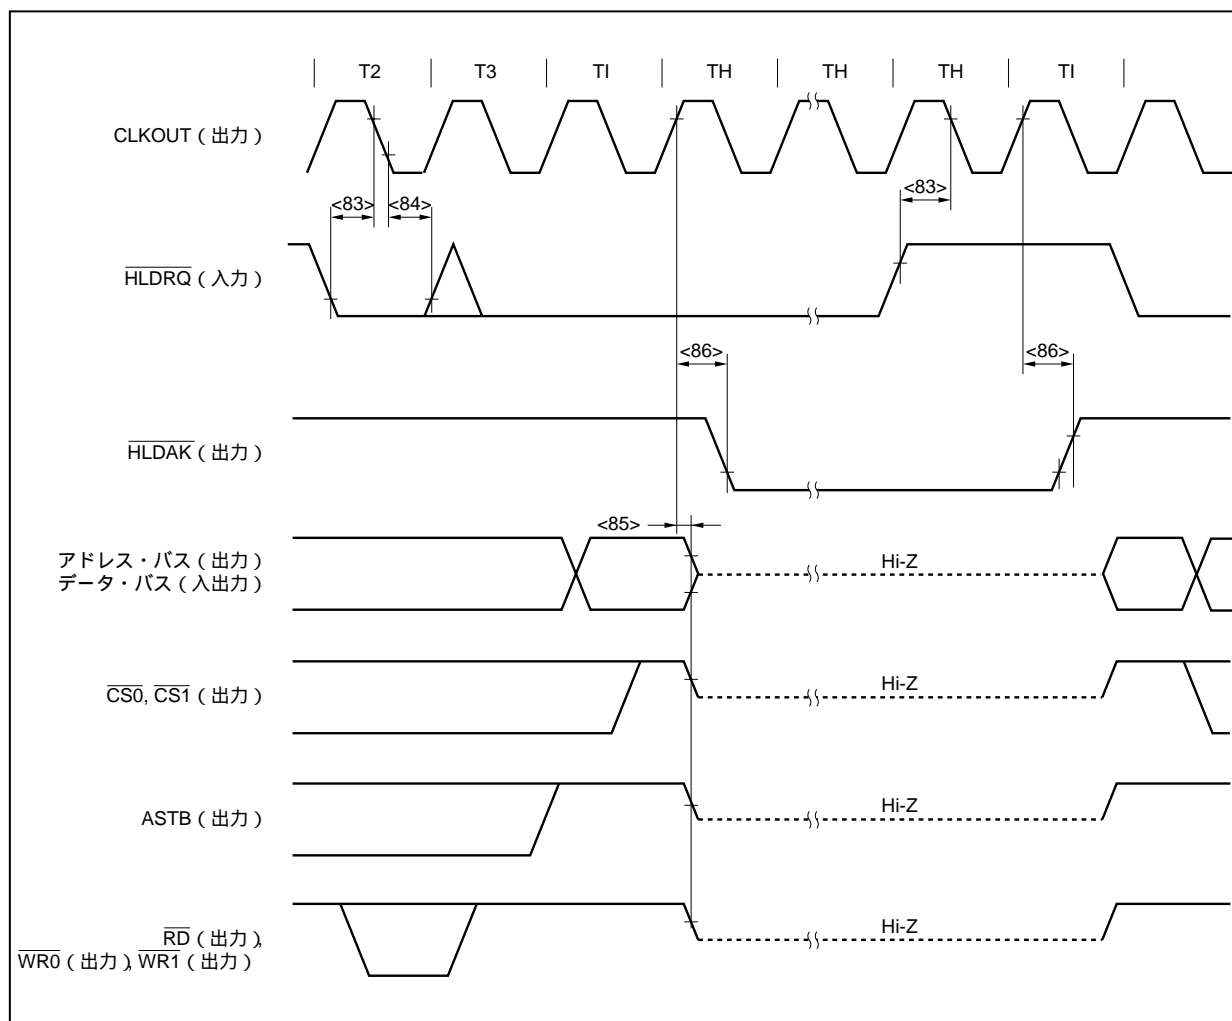 T2 T3 TI TH TH TH TI
CLKOUT（出力）
<83> <84> <83>
HLDRQ（入力）
<86> <86>
HLDAK（出力）
<85>
アドレス・バス（出力）
データ・バス（入出力）
Hi-Z
CS0, CS1（出力）
Hi-Z
ASTB（出力）
Hi-Z
RD（出力）,
WR0（出力）, WR1（出力）
Hi-Z